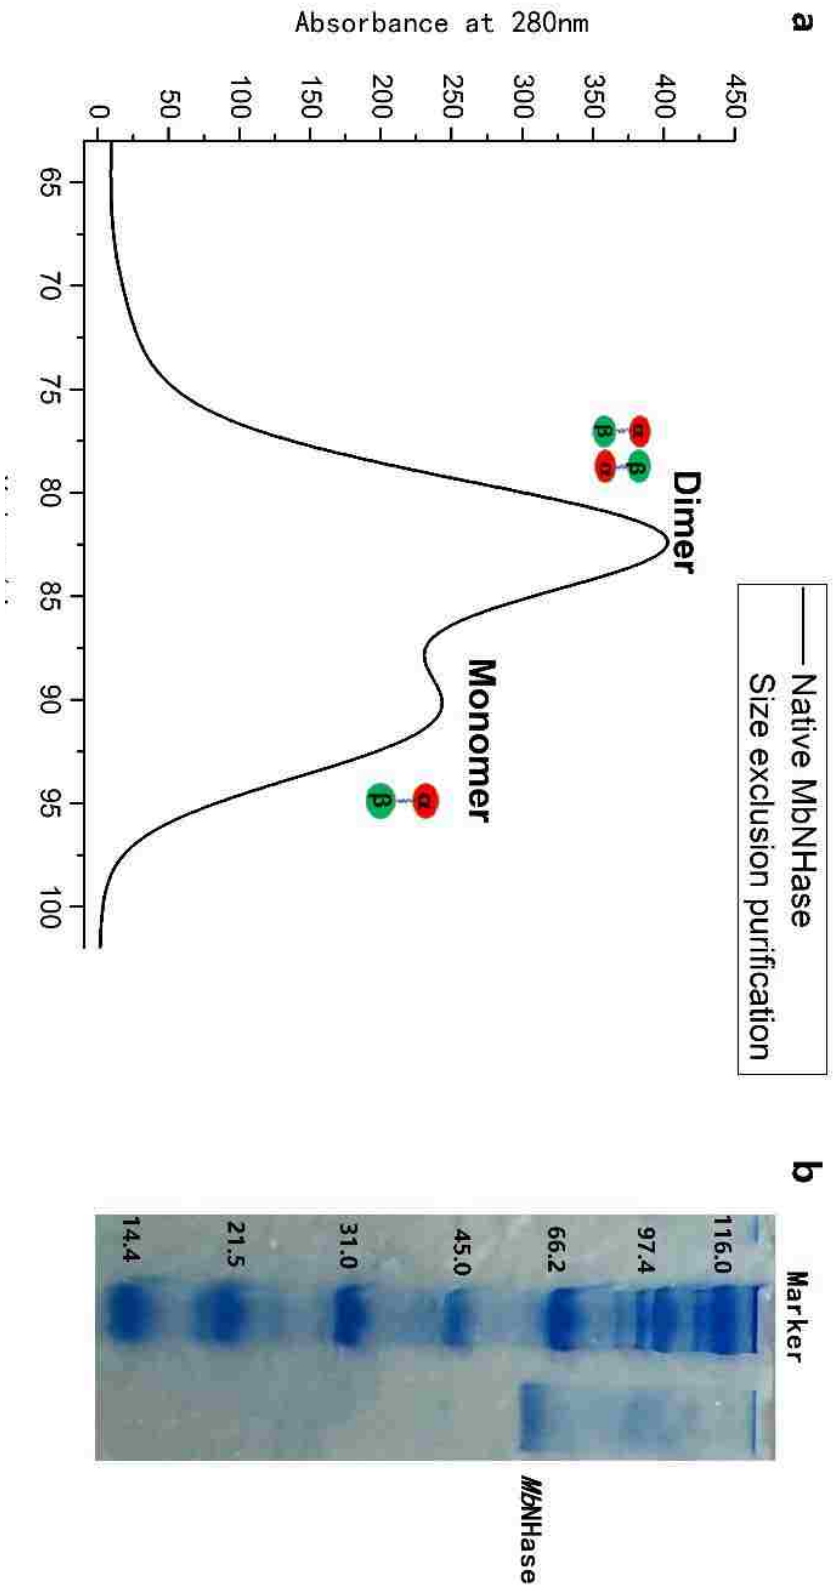 a
Absorbance at 280nm
450
400
350
300
250
200
150
100
50
0
65
70
75
80
85
90
95
100
Native MbNHase
Size exclusion purification
Dimer
α
β
β
α
Monomer
α
β
b
Marker
116.0
97.4
66.2
45.0
31.0
21.5
14.4
MbNHase